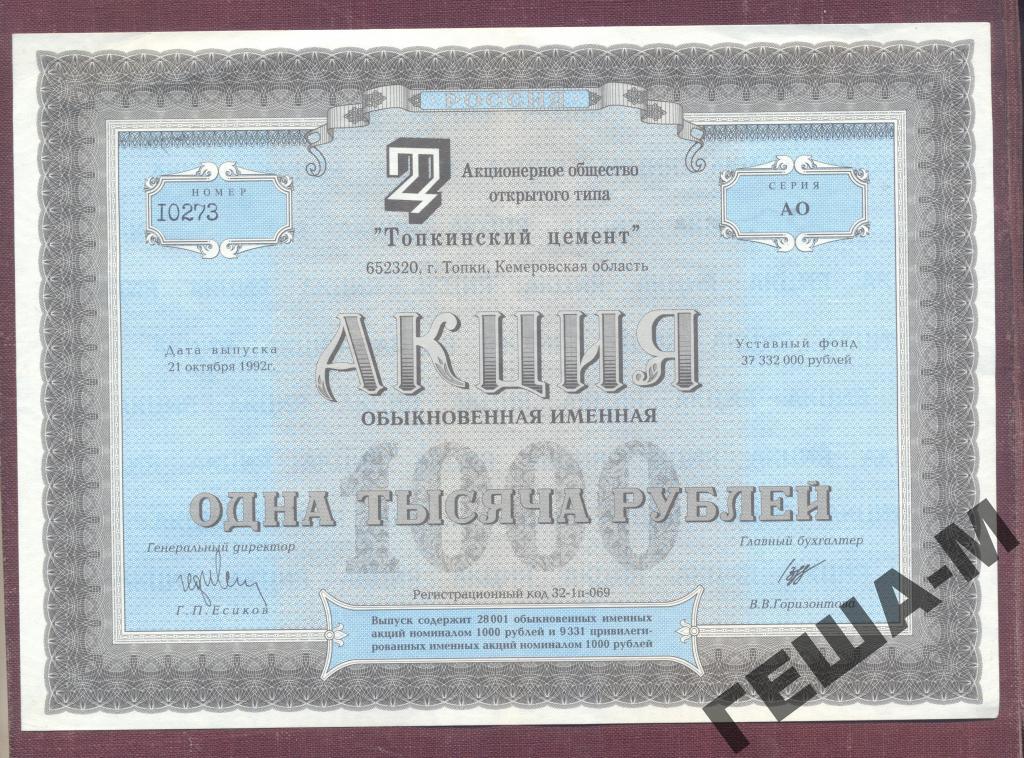 РОССИЯ
Акционерное общество
открытого типа
"Топкинский цемент"
652320, г. Топки, Кемеровская область
НОМЕР
I0273
СЕРИЯ
АО
Дата выпуска
21 октября 1992г.
Уставный фонд
37 332 000 рублей
АКЦИЯ
ОБЫКНОВЕННАЯ ИМЕННАЯ
1000
ОДНА ТЫСЯЧА РУБЛЕЙ
Генеральный директор
Г.П.Есиков
Главный бухгалтер
В.В.Горизонтова
Регистрационный код 32-1п-069
Выпуск содержит 28001 обыкновенных именных
акций номиналом 1000 рублей и 9331 привилеги-
рованных именных акций номиналом 1000 рублей
ГЕША-М